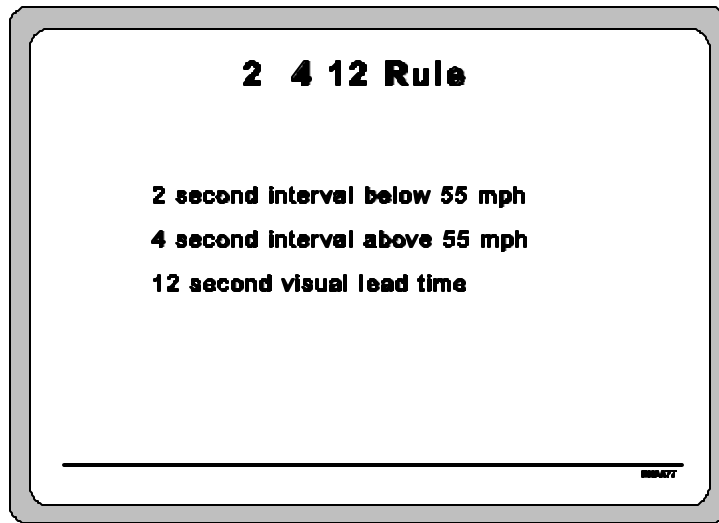 2 4 12 Rule
2 second interval below 55 mph
4 second interval above 55 mph
12 second visual lead time